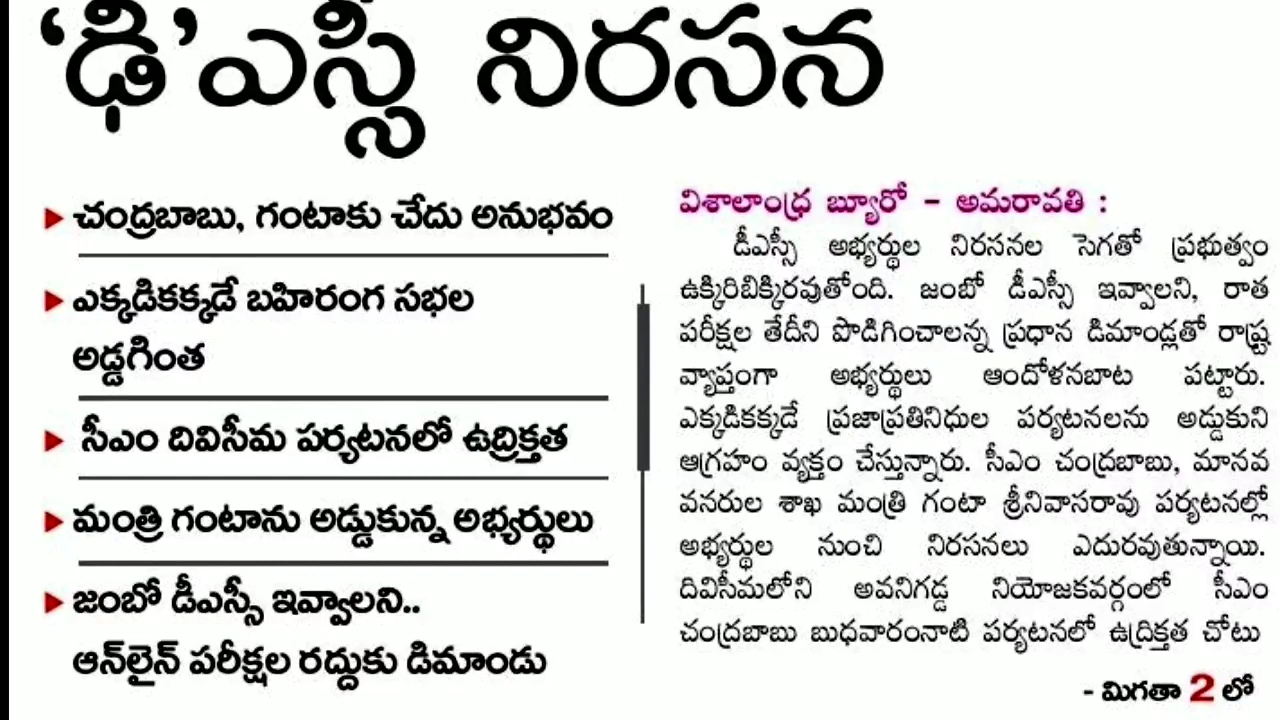 ‘ఢీ’ఎస్సీ నిరసన
చంద్రబాబు, గంటాకు చేదు అనుభవం
ఎక్కడికక్కడే బహిరంగ సభల
అడ్డగింత
సీఎం దివిసీమ పర్యటనలో ఉద్రిక్తత
మంత్రి గంటాను అడ్డుకున్న అభ్యర్థులు
జంబో డీఎస్సీ ఇవ్వాలని..
ఆన్‌లైన్ పరీక్షల రద్దుకు డిమాండు
విశాలాంధ్ర బ్యూరో - అమరావతి :
డీఎస్సీ అభ్యర్థుల నిరసనల సెగతో ప్రభుత్వం
ఉక్కిరిబిక్కిరవుతోంది. జంబో డీఎస్సీ ఇవ్వాలని, రాత
పరీక్షల తేదీని పొడిగించాలన్న ప్రధాన డిమాండ్లతో రాష్ట్ర
వ్యాప్తంగా అభ్యర్థులు ఆందోళనబాట పట్టారు.
ఎక్కడికక్కడే ప్రజాప్రతినిధుల పర్యటనలను అడ్డుకుని
ఆగ్రహం వ్యక్తం చేస్తున్నారు. సీఎం చంద్రబాబు, మానవ
వనరుల శాఖ మంత్రి గంటా శ్రీనివాసరావు పర్యటనల్లో
అభ్యర్థుల నుంచి నిరసనలు ఎదురవుతున్నాయి.
దివిసీమలోని అవనిగడ్డ నియోజకవర్గంలో సీఎం
చంద్రబాబు బుధవారంనాటి పర్యటనలో ఉద్రిక్తత చోటు
- మిగతా 2 లో